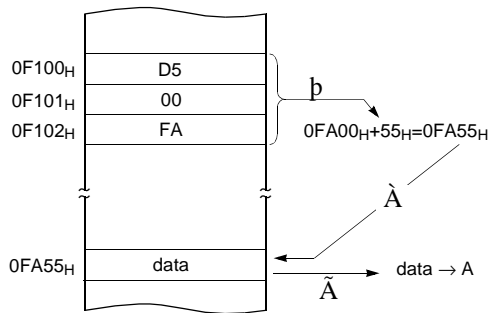 0F100H D5
0F101H 00 þ
0F102H FA 0FA00H+55H=0FA55H
À
0FA55H data data → A
Ã